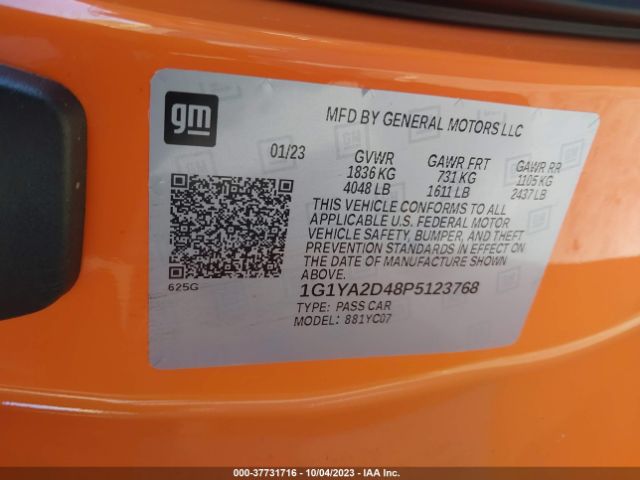 gm
MFD BY GENERAL MOTORS LLC
01/23 GVWR GAWR FRT GAWR RR
1836 KG 731 KG 1105 KG
4048 LB 1611 LB 2437 LB
THIS VEHICLE CONFORMS TO ALL
APPLICABLE U.S. FEDERAL MOTOR
VEHICLE SAFETY, BUMPER, AND THEFT
PREVENTION STANDARDS IN EFFECT ON
THE DATE OF MANUFACTURE SHOWN
ABOVE.
625G
1G1YA2D48P5123768
TYPE: PASS CAR
MODEL: 881YC07
000-37731716 - 10/04/2023 - IAAI.COM